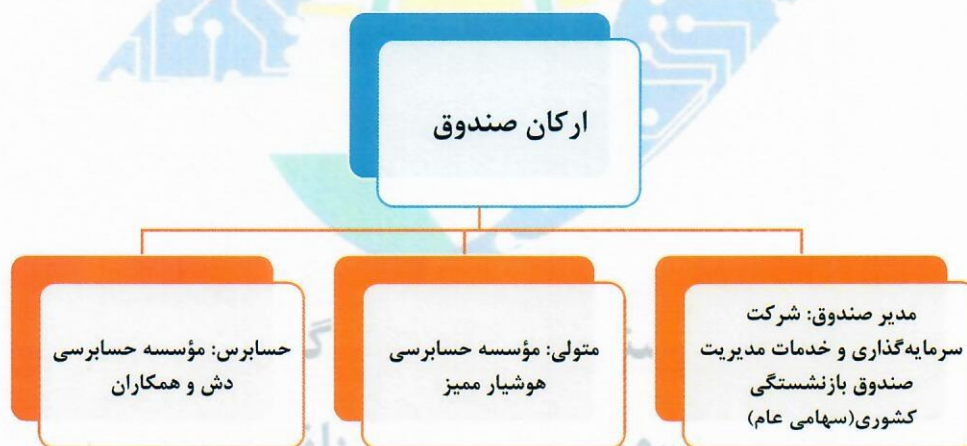 ارکان صندوق
مدیر صندوق: شرکت
سرمایه‌گذاری و خدمات مدیریت
صندوق بازنشستگی
کشوری(سهامی عام)
متولی: مؤسسه حسابرسی
هوشیار ممیز
حسابرس: مؤسسه حسابرسی
دش و همکاران